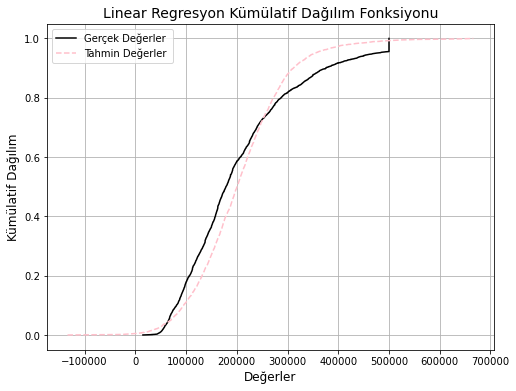 Linear Regresyon Kümülatif Dağılım Fonksiyonu
Gerçek Değerler
Tahmin Değerler
Kümülatif Dağılım
1.0
0.8
0.6
0.4
0.2
0.0
−100000 0 100000 200000 300000 400000 500000 600000 700000
Değerler